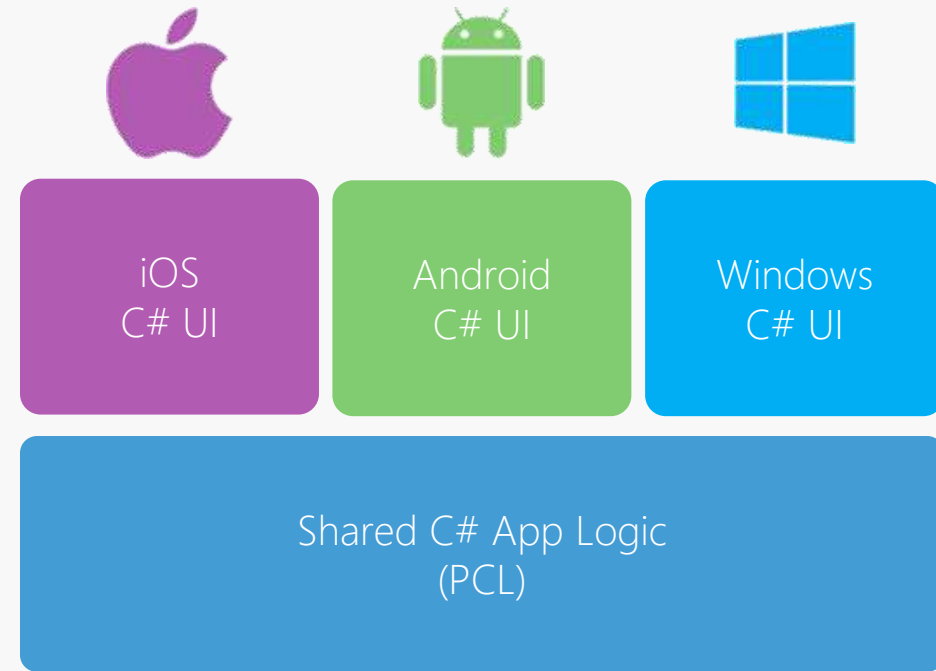 iOS
C# UI
Android
C# UI
Windows
C# UI
Shared C# App Logic
(PCL)